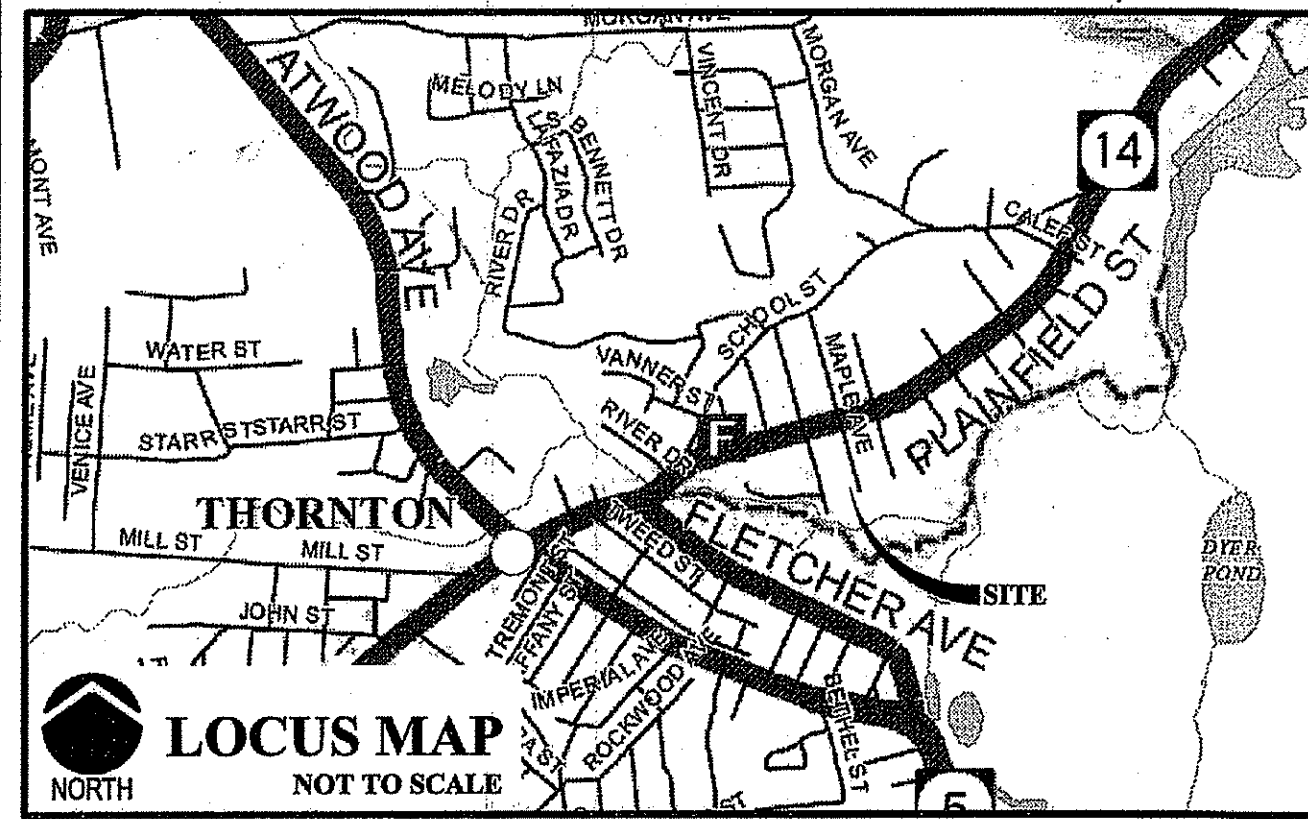 MORGAN AVE
ATWOOD AVE
MELODY LN
LAFAZIA DR
BENNETT DR
VINCENT DR
MORGAN AVE
14
MONT AVE
RIVER DR
CALEF ST
PLAINFIELD ST
SCHOOL ST
WATER ST
VANNER ST
MAPLE AVE
VENICE AVE
STARR ST
STARR ST
RIVER DR
F
THORNTON
TWEED ST
FLETCHER AVE
MILL ST
MILL ST
DYER
POND
SITE
JOHN ST
TREMONT ST
FFANY ST
IMPERIAL AVE
ROCKWOOD AVE
BETHEL ST
LOCUS MAP
NORTH
NOT TO SCALE
ST
5